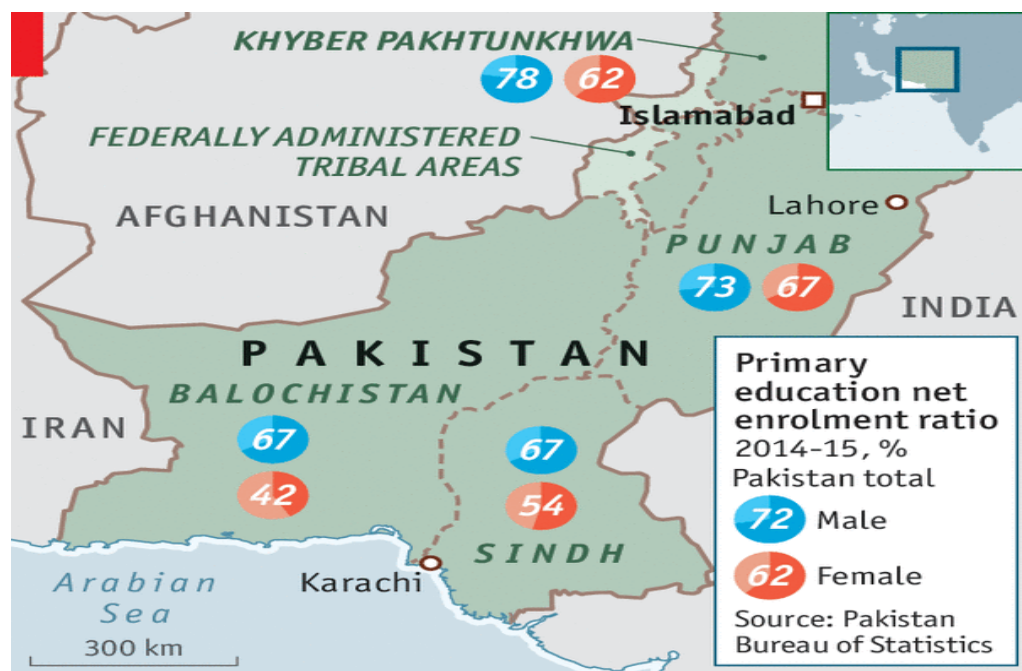 KHYBER PAKHTUNKHWA
78 62
Islamabad
FEDERALLY ADMINISTERED
TRIBAL AREAS
AFGHANISTAN
Lahore
PUNJAB
73 67
INDIA
PAKISTAN
BALOCHISTAN
IRAN
67
42
67
54
SINDH
Karachi
Arabian
Sea
300 km
Primary
education net
enrolment ratio
2014-15, %
Pakistan total
72 Male
62 Female
Source: Pakistan
Bureau of Statistics